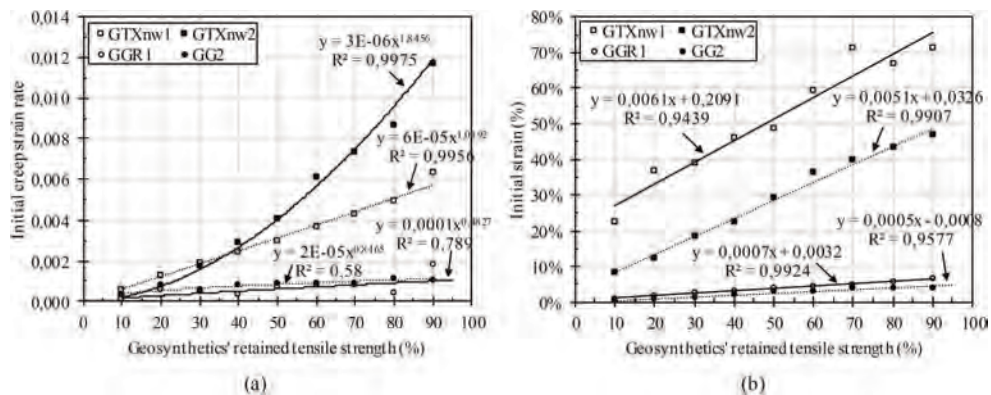 GTXnw1 GTXnw2
GGR1 GG2
y = 3E-06x^1,8456
R² = 0,9975
y = 6E-05x
R² = 0,9956
y = 0,0001x
R² = 0,789
y = 2E-05x
R² = 0,58
0,014
0,012
0,010
0,008
0,006
0,004
0,002
0,000
Initial creep strain rate
0 10 20 30 40 50 60 70 80 90 100
Geosynthetics' retained tensile strength (%)
(a)
GTXnw1 GTXnw2
GGR1 GG2
y = 0,0061x + 0,2091
R² = 0,9439
y = 0,0051x + 0,0326
R² = 0,9907
y = 0,0005x - 0,0008
R² = 0,9577
y = 0,0007x + 0,0032
R² = 0,9924
80%
70%
60%
50%
40%
30%
20%
10%
0%
Initial strain (%)
0 10 20 30 40 50 60 70 80 90 100
Geosynthetics' retained tensile strength (%)
(b)